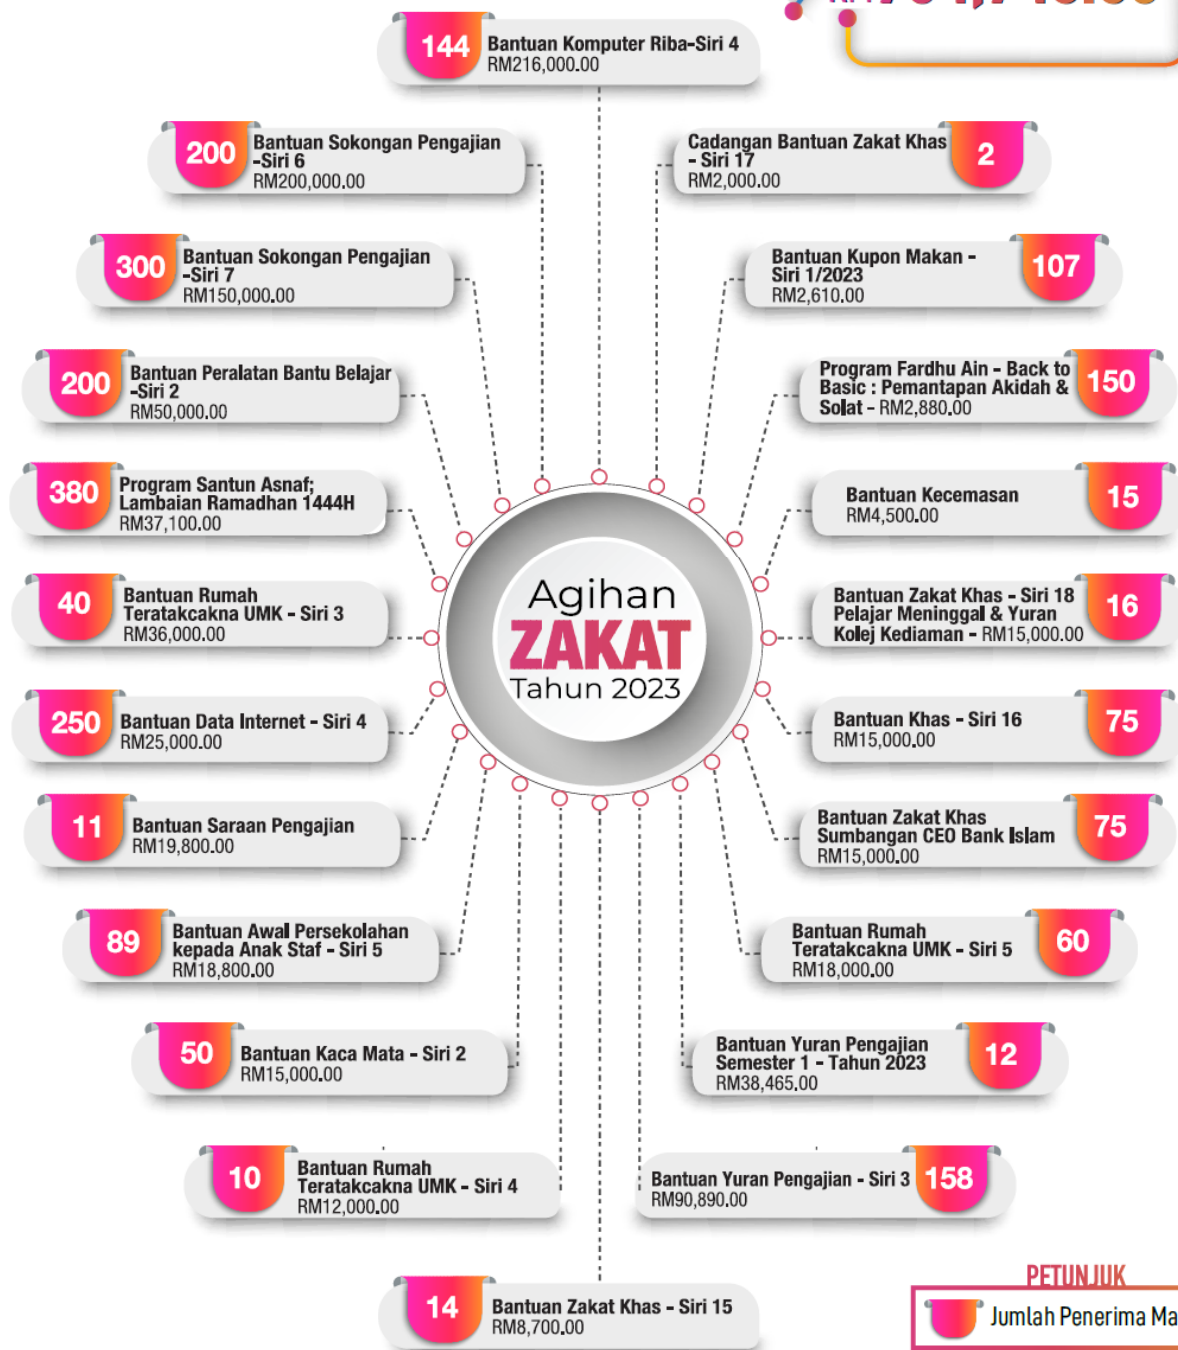 144
Bantuan Komputer Riba-Siri 4
RM216,000.00
200
Bantuan Sokongan Pengajian
-Siri 6
RM200,000.00
Cadangan Bantuan Zakat Khas
- Siri 17
RM2,000.00
2
300
Bantuan Sokongan Pengajian
-Siri 7
RM150,000.00
Bantuan Kupon Makan -
Siri 1/2023
RM2,610.00
107
200
Bantuan Peralatan Bantu Belajar
-Siri 2
RM50,000.00
Program Fardhu Ain - Back to
Basic : Pemantapan Akidah &
Solat - RM2,880.00
150
380
Program Santun Asnaf;
Lambaian Ramadhan 1444H
RM37,100.00
Bantuan Kecemasan
RM4,500.00
15
40
Bantuan Rumah
Teratakcakna UMK - Siri 3
RM36,000.00
Agihan
ZAKAT
Tahun 2023
Bantuan Zakat Khas - Siri 18
Pelajar Meninggal & Yuran
Kolej Kediaman - RM15,000.00
16
250
Bantuan Data Internet - Siri 4
RM25,000.00
Bantuan Khas - Siri 16
RM15,000.00
75
11
Bantuan Saraan Pengajian
RM19,800.00
Bantuan Zakat Khas
Sumbangan CEO Bank Islam
RM15,000.00
75
89
Bantuan Awal Persekolahan
kepada Anak Staf - Siri 5
RM18,800.00
Bantuan Rumah
Teratakcakna UMK - Siri 5
RM18,000.00
60
50
Bantuan Kaca Mata - Siri 2
RM15,000.00
Bantuan Yuran Pengajian
Semester 1 - Tahun 2023
RM38,465.00
12
10
Bantuan Rumah
Teratakcakna UMK - Siri 4
RM12,000.00
Bantuan Yuran Pengajian - Siri 3
RM90,890.00
158
14
Bantuan Zakat Khas - Siri 15
RM8,700.00
PETUNJUK
Jumlah Penerima Ma